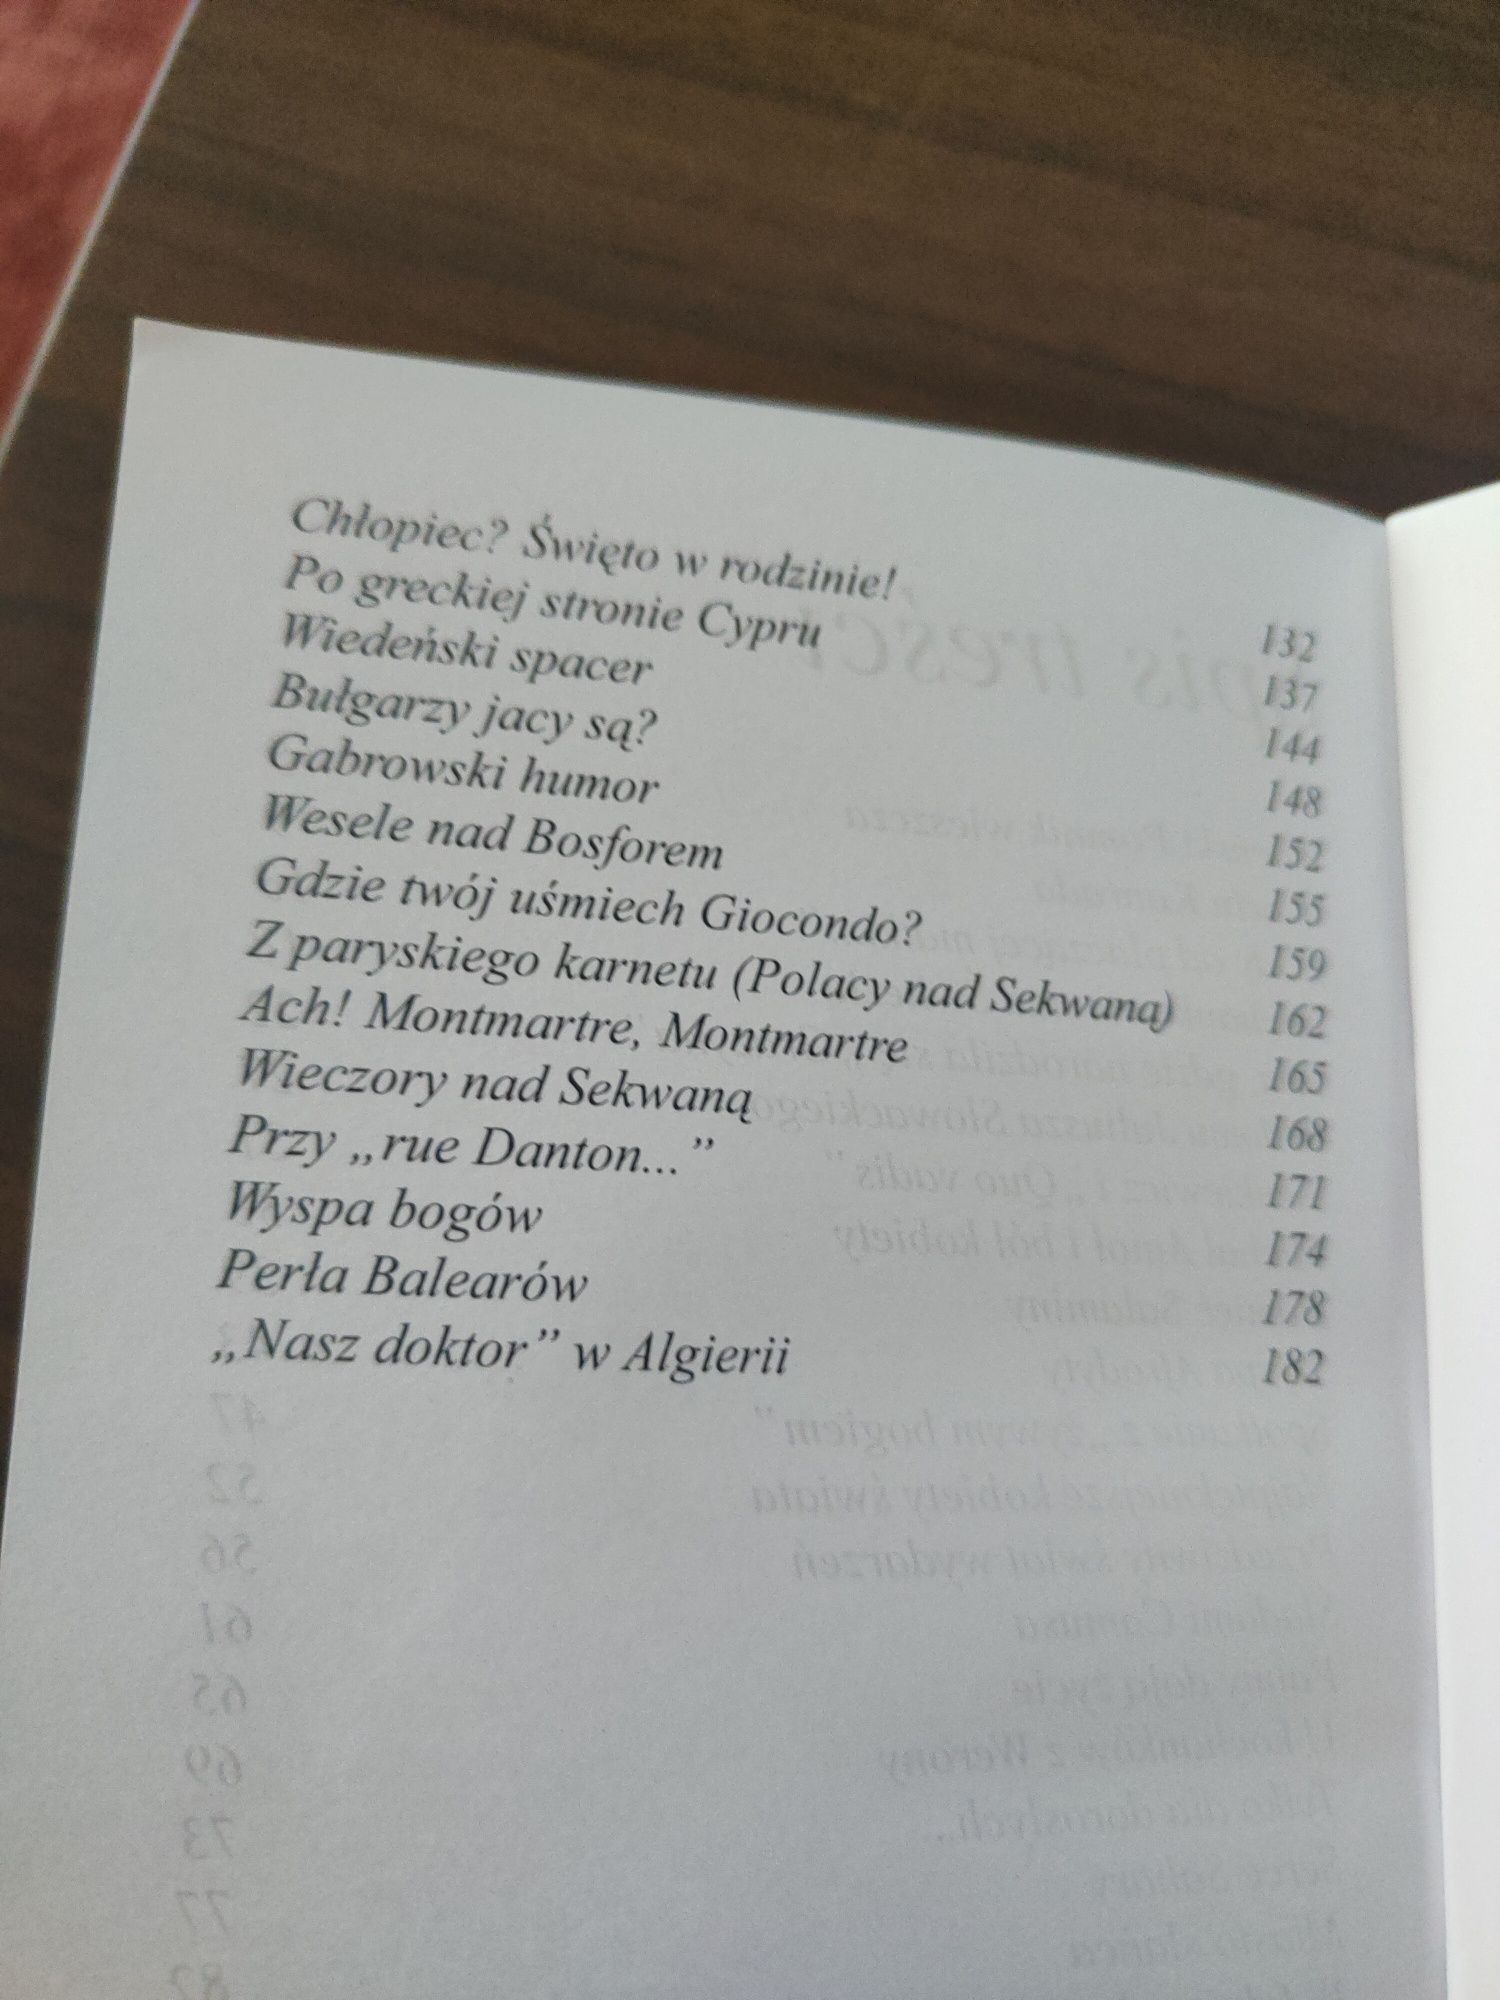 Chłopiec? Święto w rodzinie! 132
Po greckiej stronie Cypru 137
Wiedeński spacer 144
Bułgarzy jacy są? 148
Gabrowski humor 152
Wesele nad Bosforem 155
Gdzie twój uśmiech Giocondo? 159
Z paryskiego karnetu (Polacy nad Sekwaną) 162
Ach! Montmartre, Montmartre 165
Wieczory nad Sekwaną 168
Przy „rue Danton...” 171
Wyspa bogów 174
Perła Balearów 178
„Nasz doktor” w Algierii 182